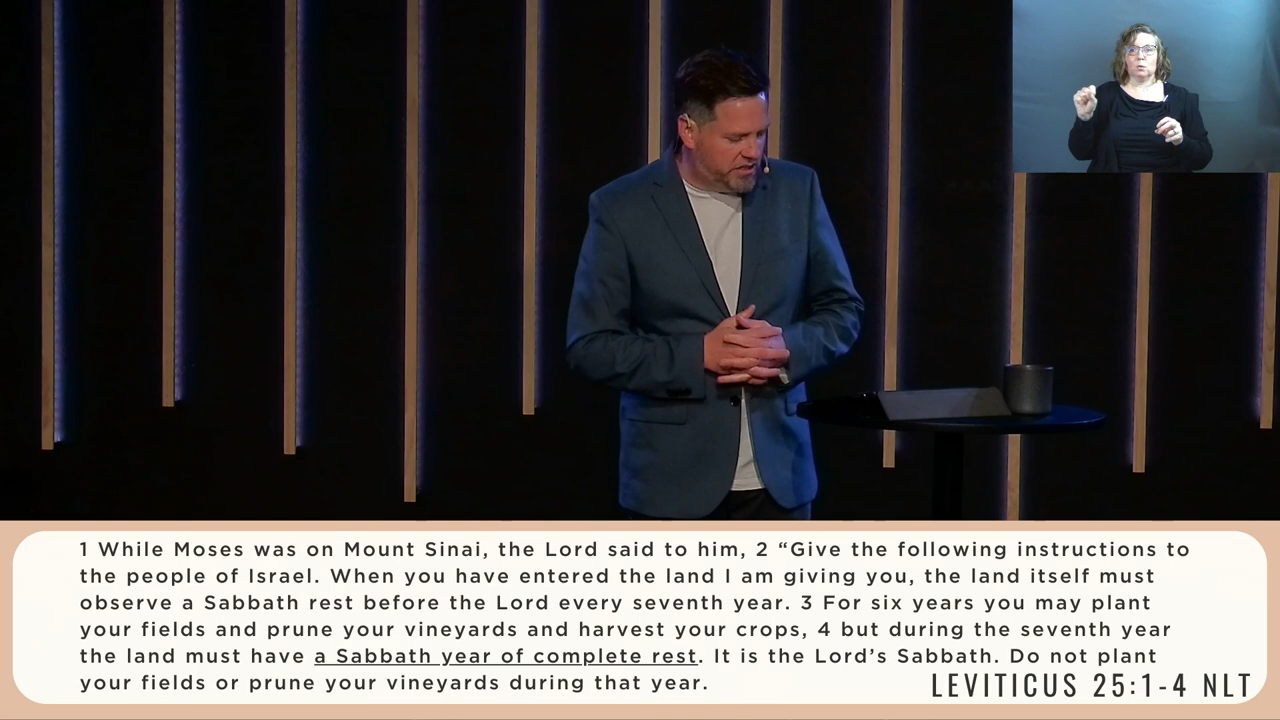 1 While Moses was on Mount Sinai, the Lord said to him, 2 “Give the following instructions to
the people of Israel. When you have entered the land I am giving you, the land itself must
observe a Sabbath rest before the Lord every seventh year. 3 For six years you may plant
your fields and prune your vineyards and harvest your crops, 4 but during the seventh year
the land must have a Sabbath year of complete rest. It is the Lord’s Sabbath. Do not plant
your fields or prune your vineyards during that year.
LEVITICUS 25:1-4 NLT